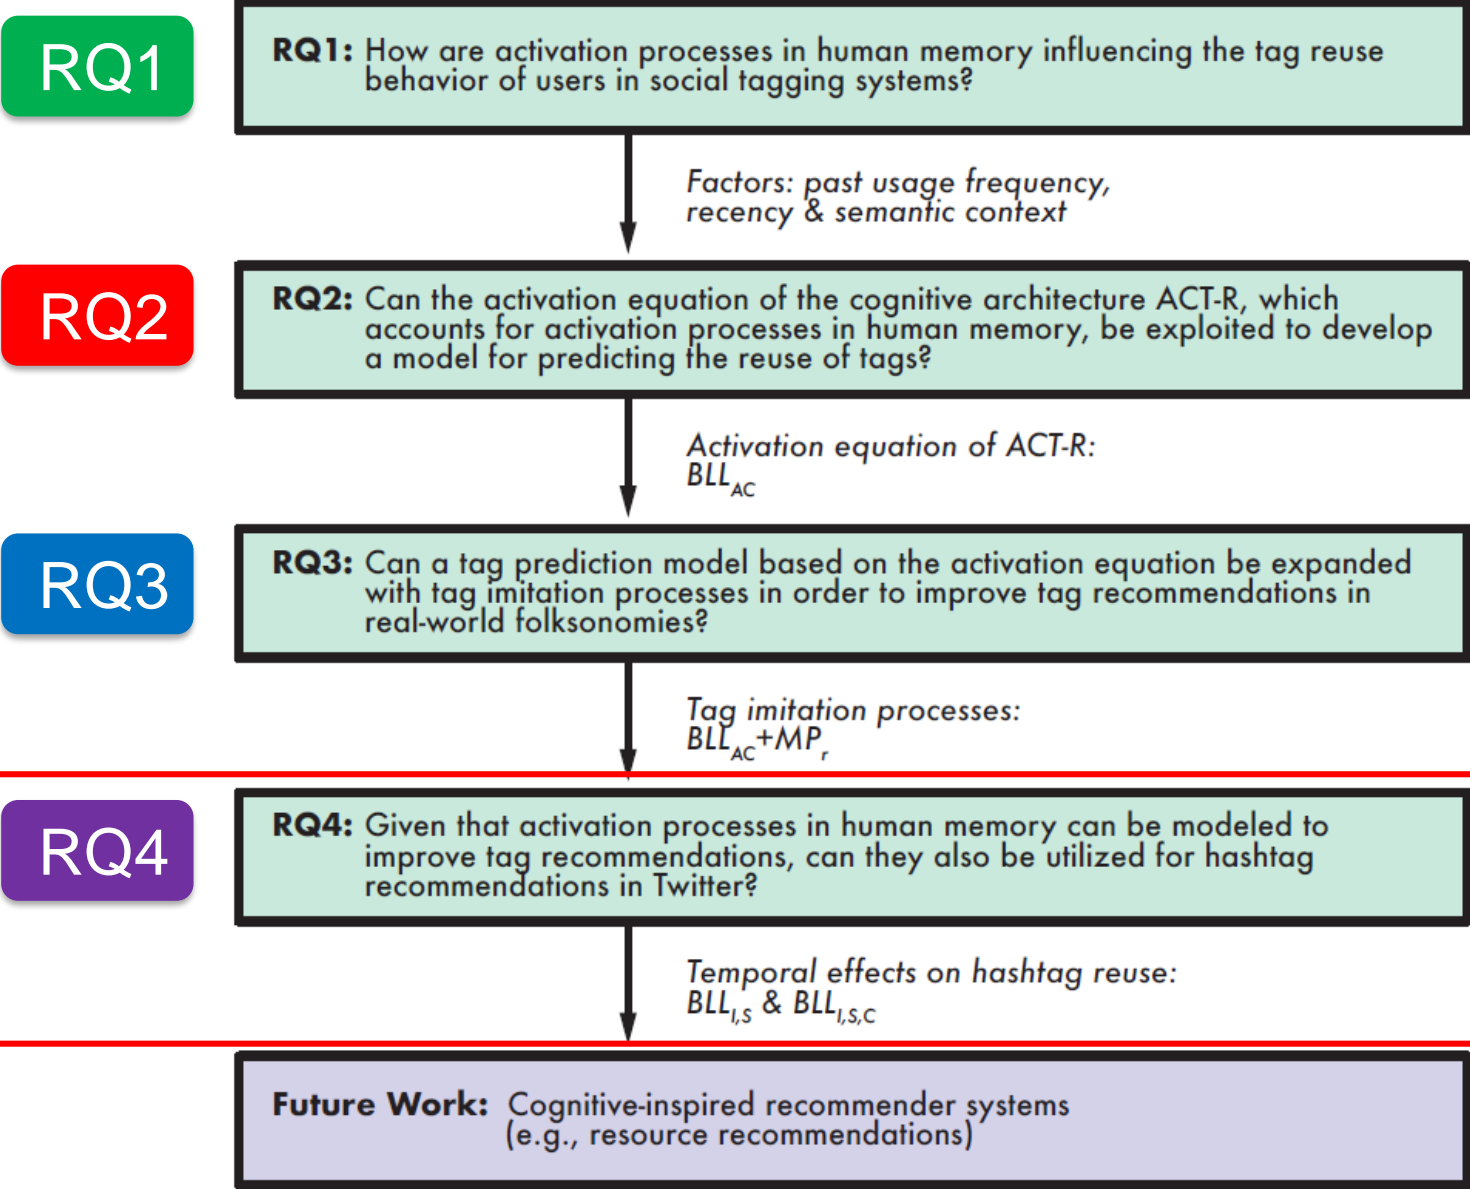 RQ1
RQ1: How are activation processes in human memory influencing the tag reuse
behavior of users in social tagging systems?
Factors: past usage frequency,
recency & semantic context
RQ2
RQ2: Can the activation equation of the cognitive architecture ACT-R, which
accounts for activation processes in human memory, be exploited to develop
a model for predicting the reuse of tags?
Activation equation of ACT-R:
BLL_AC
RQ3
RQ3: Can a tag prediction model based on the activation equation be expanded
with tag imitation processes in order to improve tag recommendations in
real-world folksonomies?
Tag imitation processes:
BLL_AC+MP_r
RQ4
RQ4: Given that activation processes in human memory can be modeled to
improve tag recommendations, can they also be utilized for hashtag
recommendations in Twitter?
Temporal effects on hashtag reuse:
BLL_I,S & BLL_I,S,C
Future Work: Cognitive-inspired recommender systems
(e.g., resource recommendations)